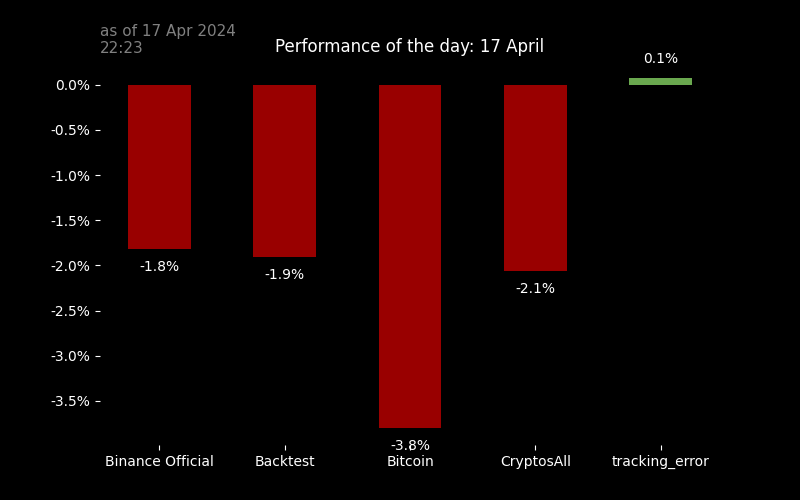 as of 17 Apr 2024
22:23
Performance of the day: 17 April
0.1%
0.0%
-0.5%
-1.0%
-1.5%
-2.0%
-2.5%
-3.0%
-3.5%
-1.8%
-1.9%
-3.8%
-2.1%
Binance Official
Backtest
Bitcoin
CryptosAll
tracking_error